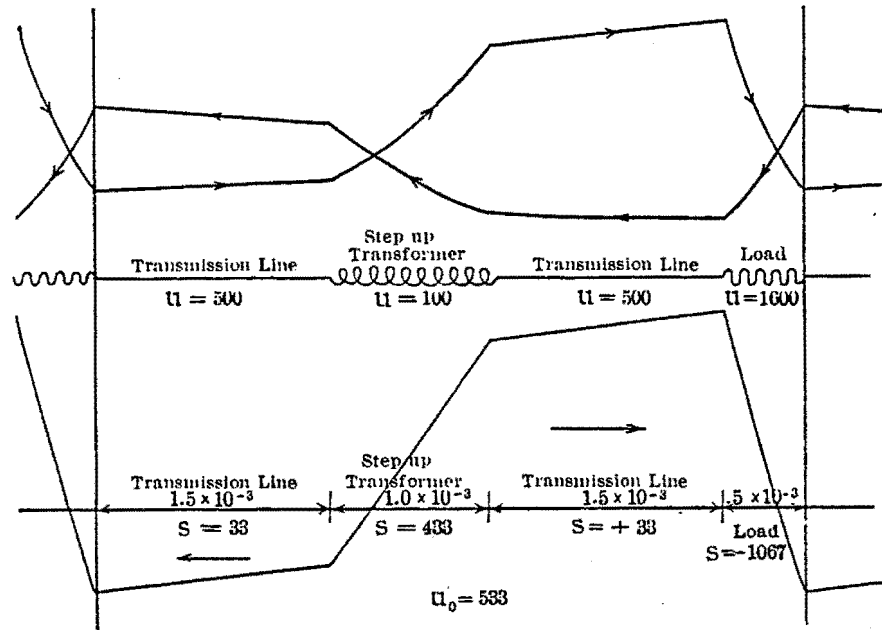 Step up
Transformer
Load
Transmission Line
Transmission Line
u = 500
u = 100
u = 500
u=1600
Step up
Transformer
Transmission Line
Transmission Line
1.5 × 10⁻³
1.0 × 10⁻³
1.5 × 10⁻³
.5 ×10⁻³
S = 33
S = 433
S = + 33
Load
S=-1067
u₀ = 533